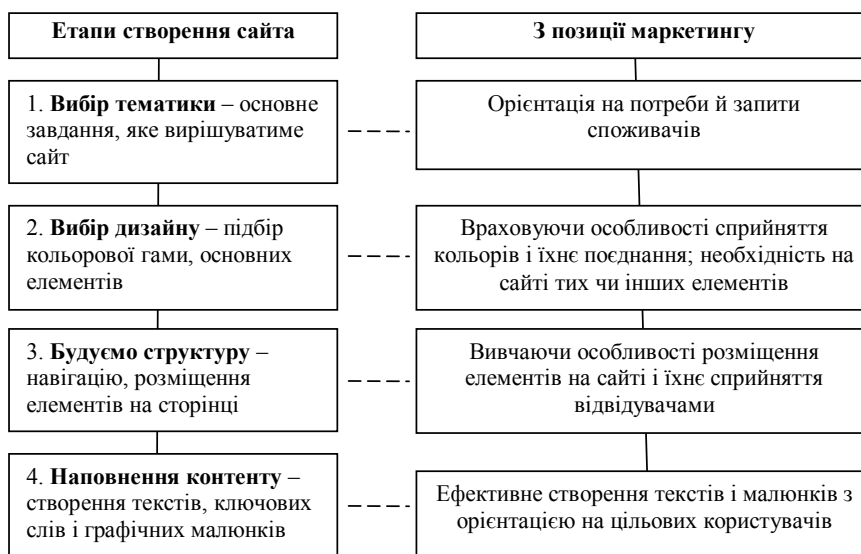 Етапи створення сайта
З позиції маркетингу
1. Вибір тематики – основне
завдання, яке вирішуватиме
сайт
Орієнтація на потреби й запити
споживачів
2. Вибір дизайну – підбір
кольорової гами, основних
елементів
Враховуючи особливості сприйняття
кольорів і їхнє поєднання; необхідність на
сайті тих чи інших елементів
3. Будуємо структуру –
навігацію, розміщення
елементів на сторінці
Вивчаючи особливості розміщення
елементів на сайті і їхнє сприйняття
відвідувачами
4. Наповнення контенту –
створення текстів, ключових
слів і графічних малюнків
Ефективне створення текстів і малюнків з
орієнтацією на цільових користувачів